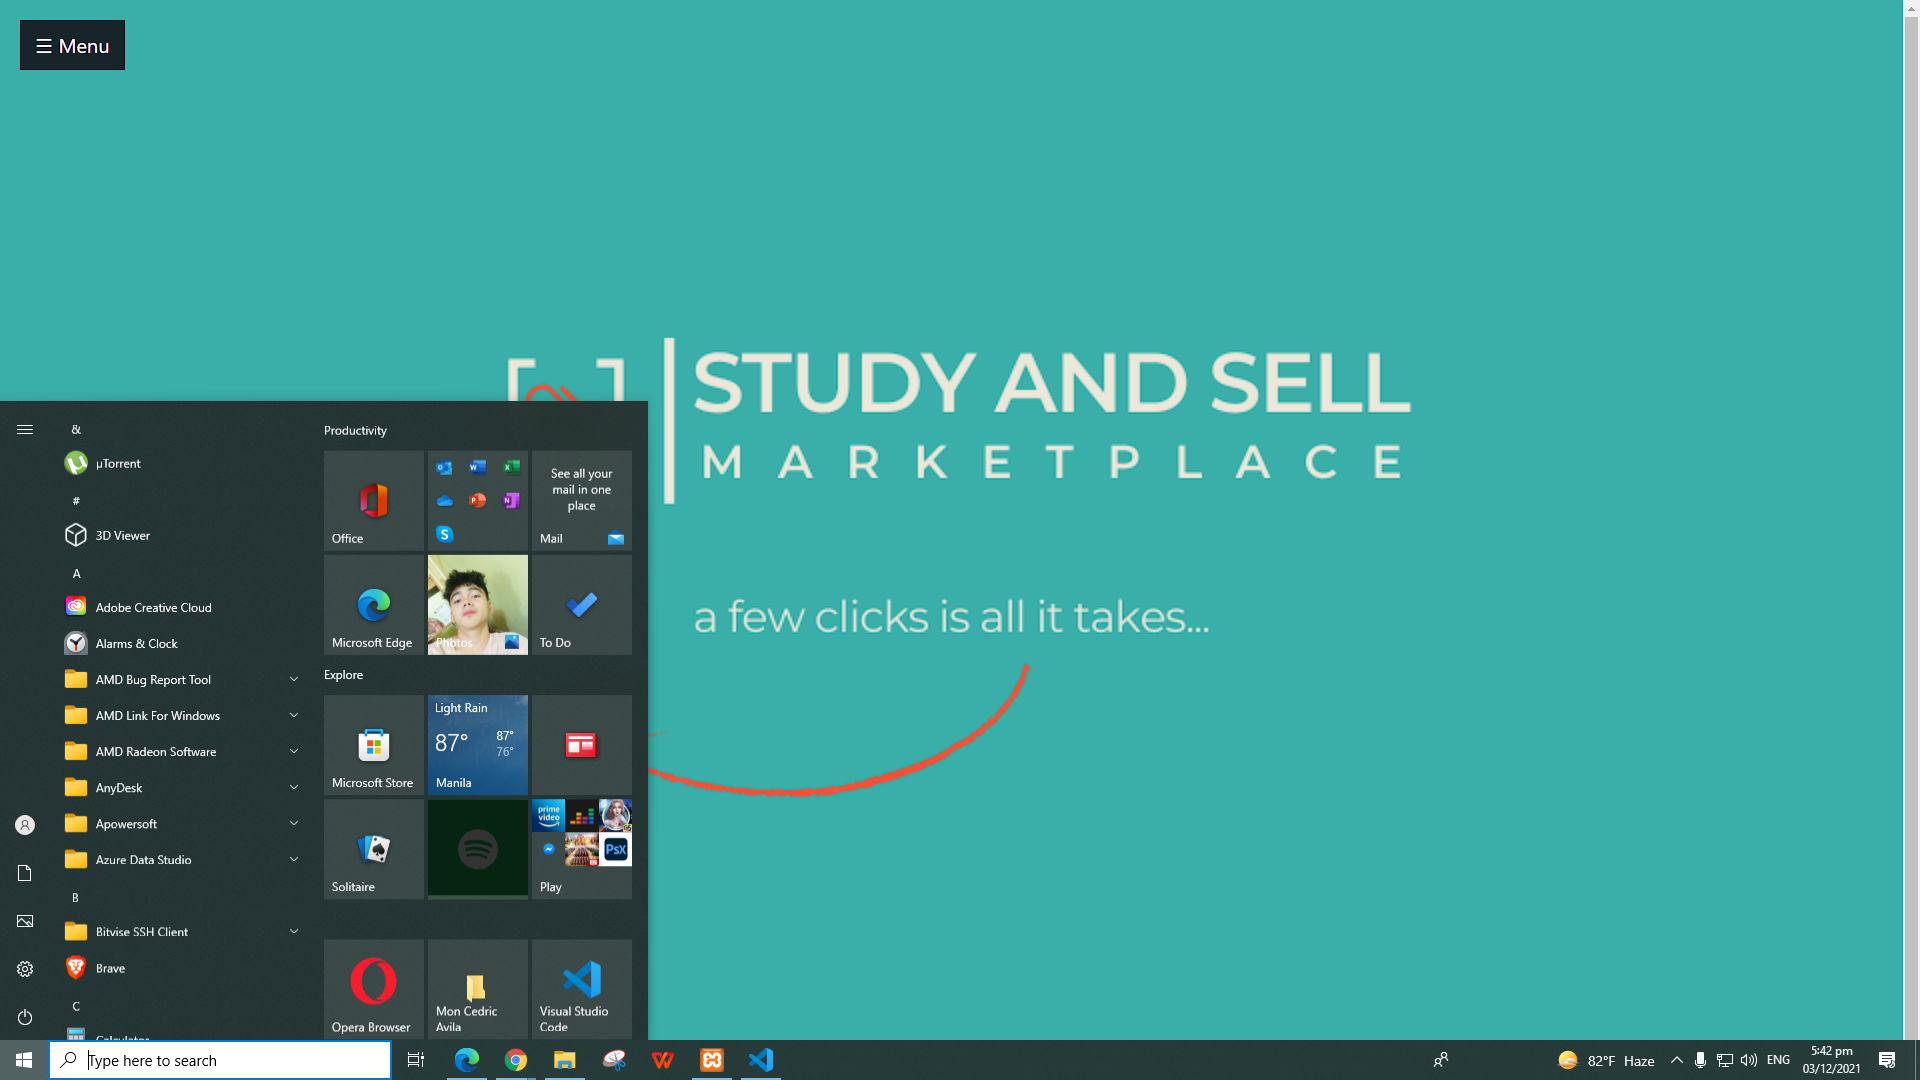 ☰ Menu
STUDY AND SELL
MARKETPLACE
a few clicks is all it takes...
&
µTorrent
#
3D Viewer
A
Adobe Creative Cloud
Alarms & Clock
AMD Bug Report Tool
AMD Link For Windows
AMD Radeon Software
AnyDesk
Apowersoft
Azure Data Studio
B
Bitvise SSH Client
Brave
C
Calculator
Productivity
Office
See all your
mail in one
place
Mail
Microsoft Edge
Photos
To Do
Explore
Microsoft Store
Light Rain
87°
87°
76°
Manila
Solitaire
prime
video
PsX
Play
Opera Browser
Mon Cedric
Avila
Visual Studio
Code
Type here to search
82°F Haze
ENG
5:42 pm
03/12/2021